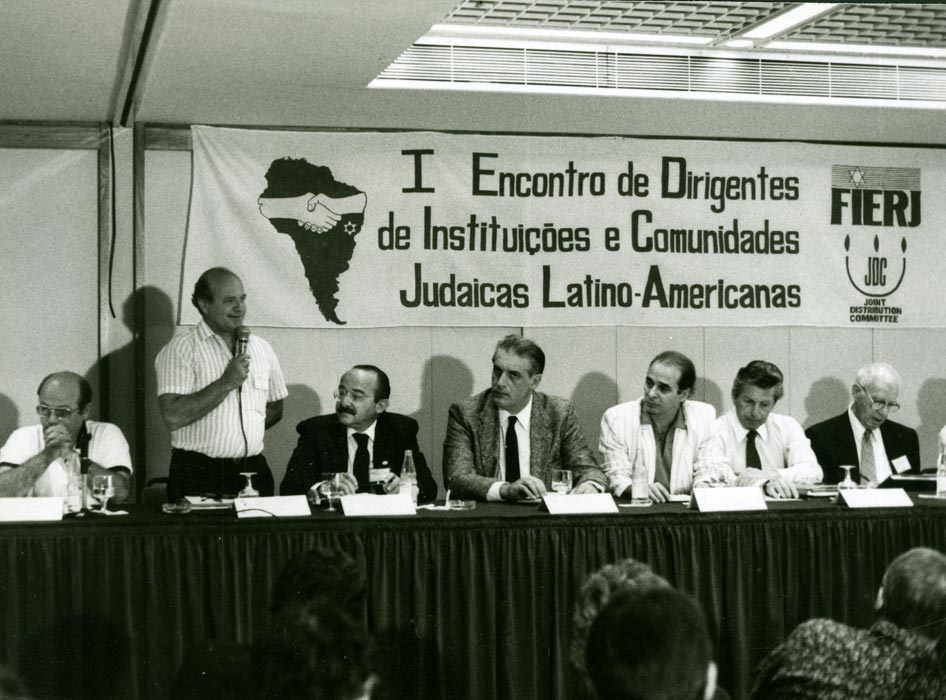 I Encontro de Dirigentes
de Instituições e Comunidades
Judaicas Latino-Americanas
FIERJ
JDC
JOINT
DISTRIBUTION
COMMITTEE